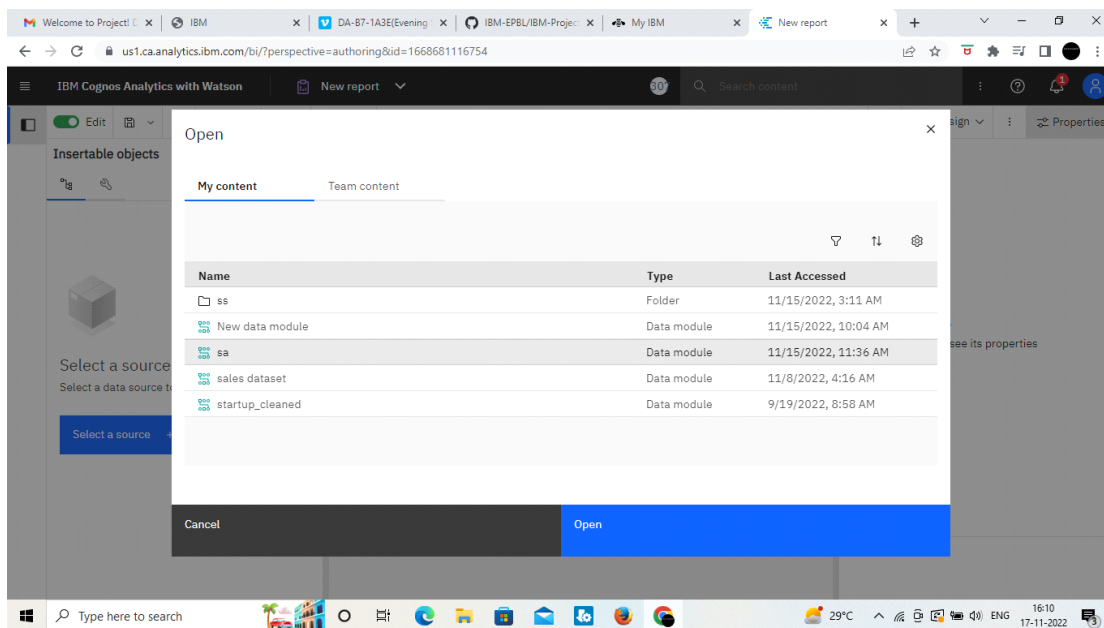 Welcome to Project!
IBM
DA-B7-1A3E(Evening
IBM-EPBL/IBM-Projec
My IBM
New report
us1.ca.analytics.ibm.com/bi/?perspective=authoring&id=1668681116754
IBM Cognos Analytics with Watson
New report
30
Search content
1
Edit
sign
Properties
Insertable objects
Open
My content
Team content
Name Type Last Accessed
ss Folder 11/15/2022, 3:11 AM
New data module Data module 11/15/2022, 10:04 AM
sa Data module 11/15/2022, 11:36 AM
sales dataset Data module 11/8/2022, 4:16 AM
startup_cleaned Data module 9/19/2022, 8:58 AM
see its properties
Select a source
Select a data source to
Select a source +
Cancel
Open
Type here to search
29°C
ENG
16:10
17-11-2022
3